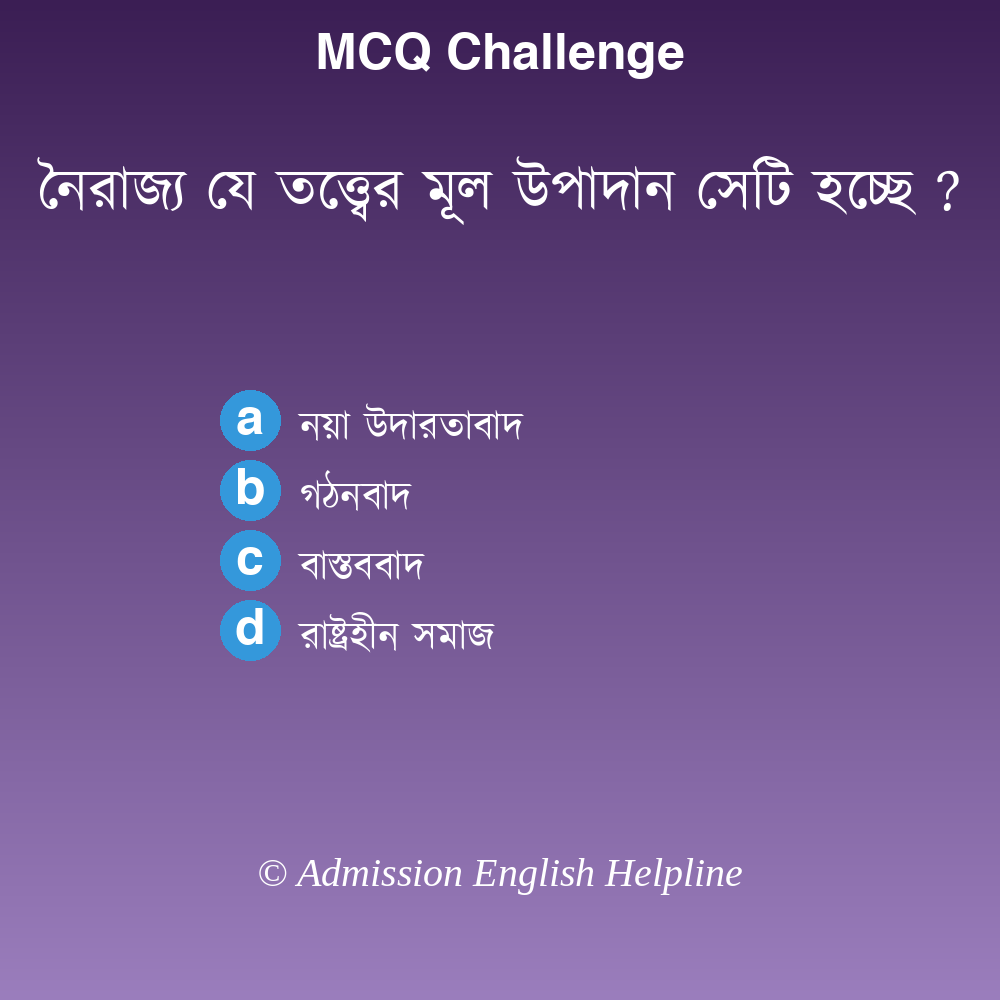 MCQ Challenge
নৈরাজ্য যে তত্ত্বের মূল উপাদান সেটি হচ্ছে ?
a নয়া উদারতাবাদ
b গঠনবাদ
c বাস্তববাদ
d রাষ্ট্রহীন সমাজ
© Admission English Helpline